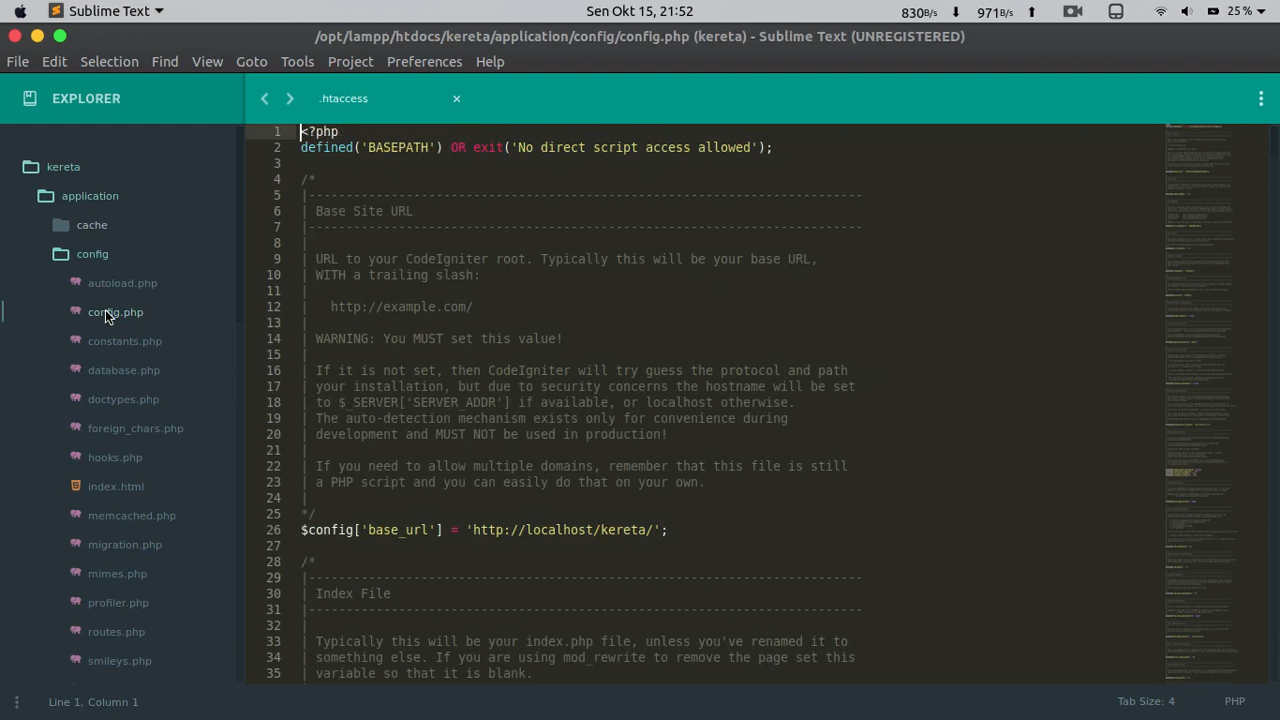 Sublime Text
Sen Okt 15, 21:52
830B/s 971B/s 25%
/opt/lampp/htdocs/kereta/application/config/config.php (kereta) - Sublime Text (UNREGISTERED)
File Edit Selection Find View Goto Tools Project Preferences Help
EXPLORER
kereta
application
cache
config
autoload.php
config.php
constants.php
database.php
doctypes.php
foreign_chars.php
hooks.php
index.html
memcached.php
migration.php
mimes.php
profiler.php
routes.php
smileys.php
.htaccess
1 <?php
2 defined('BASEPATH') OR exit('No direct script access allowed');
3
4 /*
5 |--------------------------------------------------------------------------
6 | Base Site URL
7 |--------------------------------------------------------------------------
8 |
9 | URL to your CodeIgniter root. Typically this will be your base URL,
10 | WITH a trailing slash:
11 |
12 | http://example.com/
13 |
14 | WARNING: You MUST set this value!
15 |
16 | If it is not set, then CodeIgniter will try guess the protocol and path
17 | your installation, but due to security concerns the hostname will be set
18 | to $_SERVER['SERVER_ADDR'] if available, or localhost otherwise.
19 | The auto-detection mechanism exists only for convenience during
20 | development and MUST NOT be used in production!
21 |
22 | If you need to allow multiple domains, remember that this file is still
23 | a PHP script and you can easily do that on your own.
24 |
25 */
26 $config['base_url'] = 'http://localhost/kereta/';
27
28 /*
29 |--------------------------------------------------------------------------
30 | Index File
31 |--------------------------------------------------------------------------
32 |
33 | Typically this will be your index.php file, unless you've renamed it to
34 | something else. If you are using mod_rewrite to remove the page set this
35 | variable so that it is blank.
Line 1, Column 1
Tab Size: 4
PHP